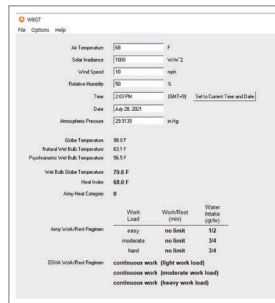 WBGT
File Options Help
Air Temperature 68 F
Solar Irradiance 1000 W/m^2
Wind Speed 10 mph
Relative Humidity 50 %
Time 2:03 PM (GMT+9) Set to Current Time and Date
Date July 28, 2021
Atmospheric Pressure 29.9139 in Hg
Globe Temperature 90.0 F
Natural Wet Bulb Temperature 63.1 F
Psychrometric Wet Bulb Temperature 56.5 F
Wet Bulb Globe Temperature 70.6 F
Heat Index 68.0 F
Army Heat Category 0
Work Load Work/Rest (min) Water Intake (qt/hr)
Army Work/Rest Regimen easy no limit 1/2
moderate no limit 3/4
hard no limit 3/4
OSHA Work/Rest Regimen continuous work (light work load)
continuous work (moderate work load)
continuous work (heavy work load)